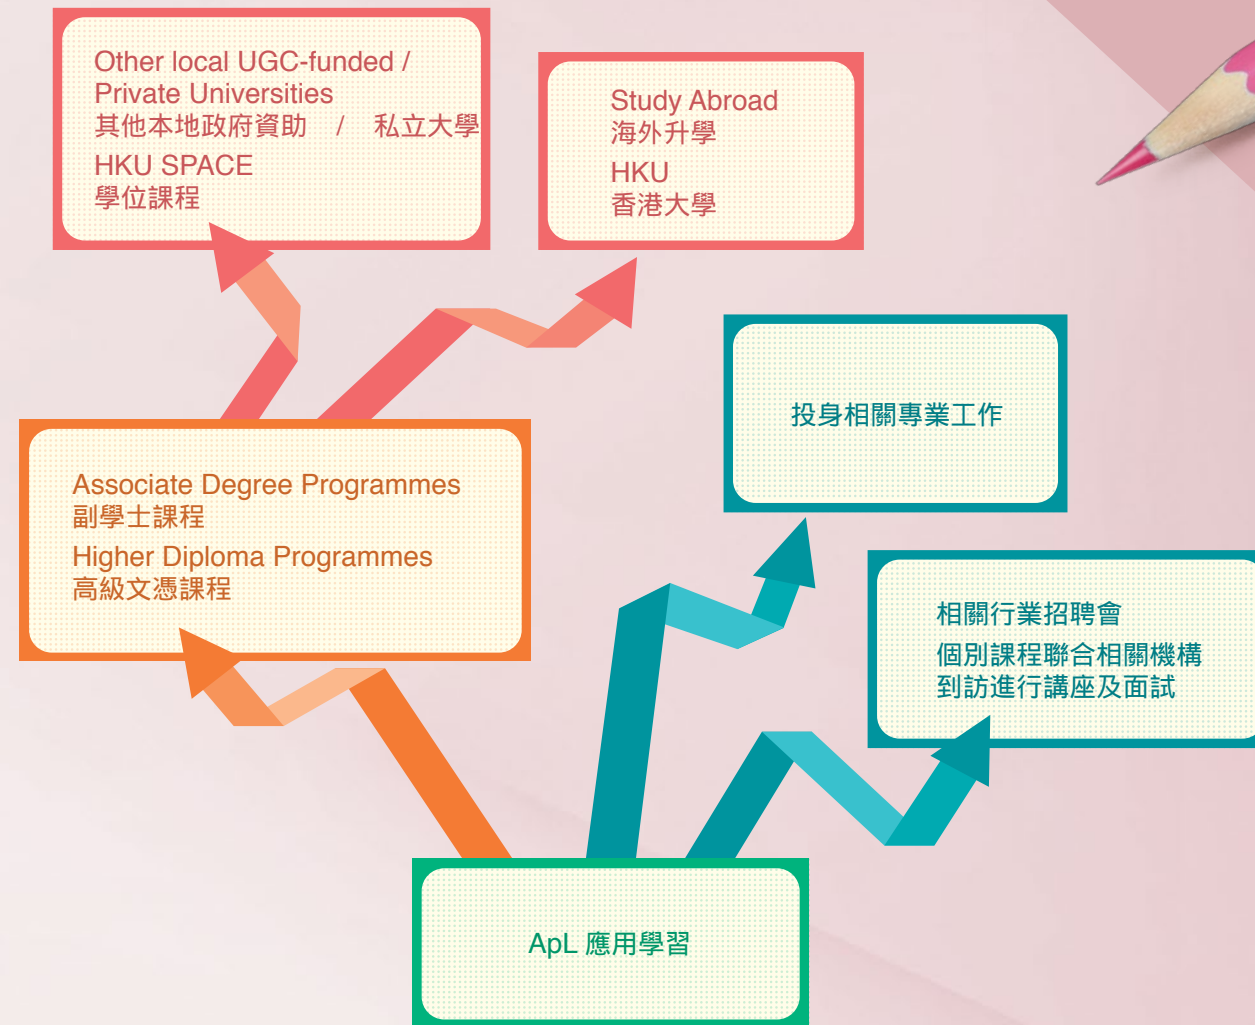 Other local UGC-funded /
Private Universities
其他本地政府資助 / 私立大學
HKU SPACE
學位課程
Study Abroad
海外升學
HKU
香港大學
投身相關專業工作
Associate Degree Programmes
副學士課程
Higher Diploma Programmes
高級文憑課程
相關行業招聘會
個別課程聯合相關機構
到訪進行講座及面試
ApL 應用學習